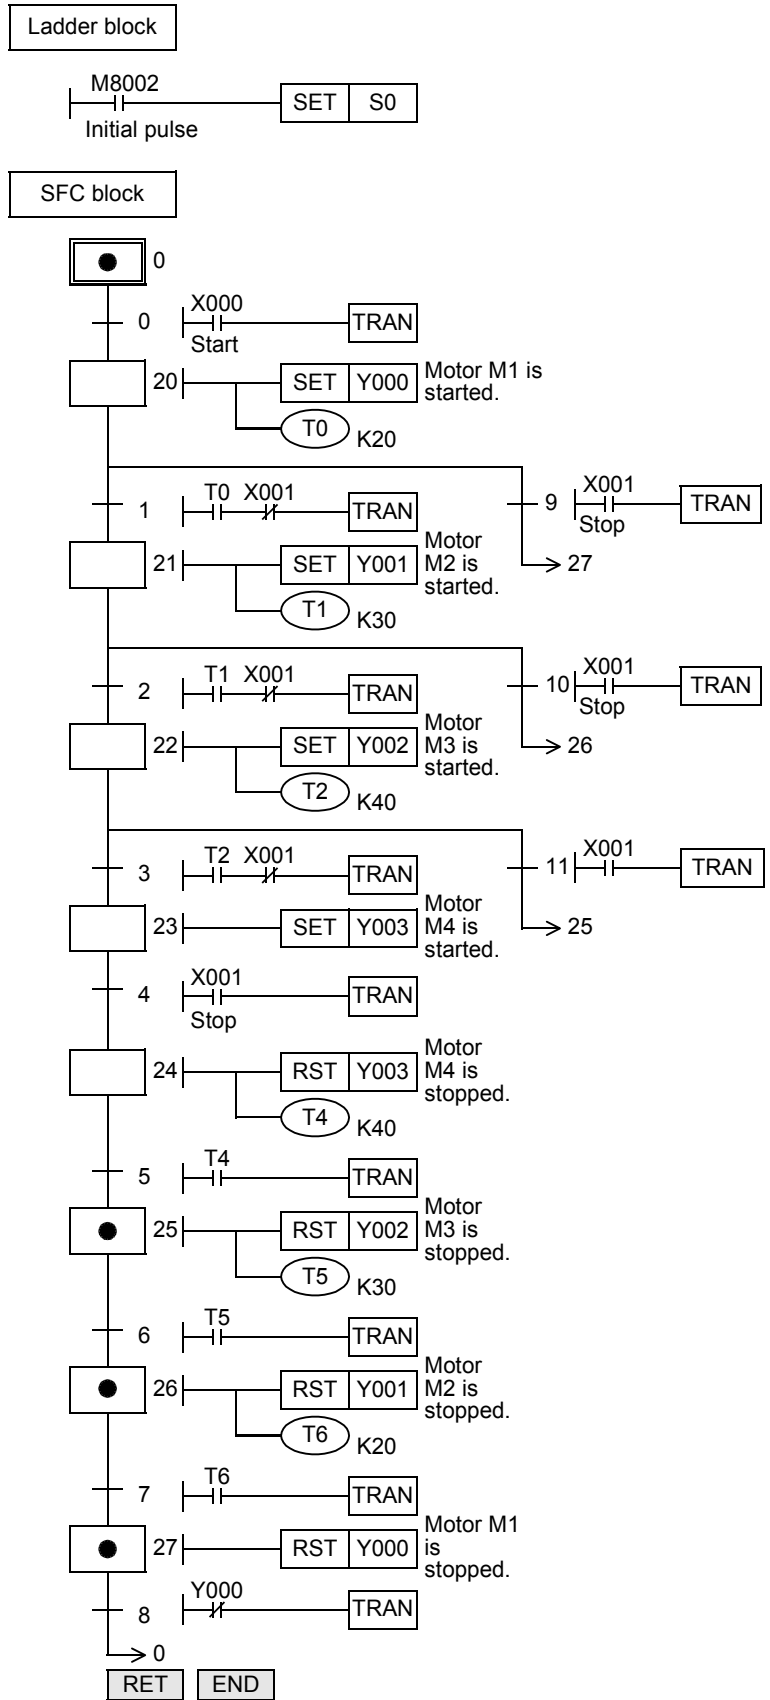 Ladder block
M8002
SET S0
Initial pulse
SFC block
0
X000
0 TRAN
Start
20 SET Y000 Motor M1 is
started.
T0 K20
T0 X001
1 TRAN
X001
9 TRAN
Stop
27
21 SET Y001 Motor
M2 is
started.
T1 K30
T1 X001
2 TRAN
X001
10 TRAN
Stop
26
22 SET Y002 Motor
M3 is
started.
T2 K40
T2 X001
3 TRAN
X001
11 TRAN
25
23 SET Y003 Motor
M4 is
started.
X001
4 TRAN
Stop
24 RST Y003 Motor
M4 is
stopped.
T4 K40
T4
5 TRAN
25 RST Y002 Motor
M3 is
stopped.
T5 K30
T5
6 TRAN
26 RST Y001 Motor
M2 is
stopped.
T6 K20
T6
7 TRAN
27 RST Y000 Motor M1
is
stopped.
Y000
8 TRAN
0
RET END